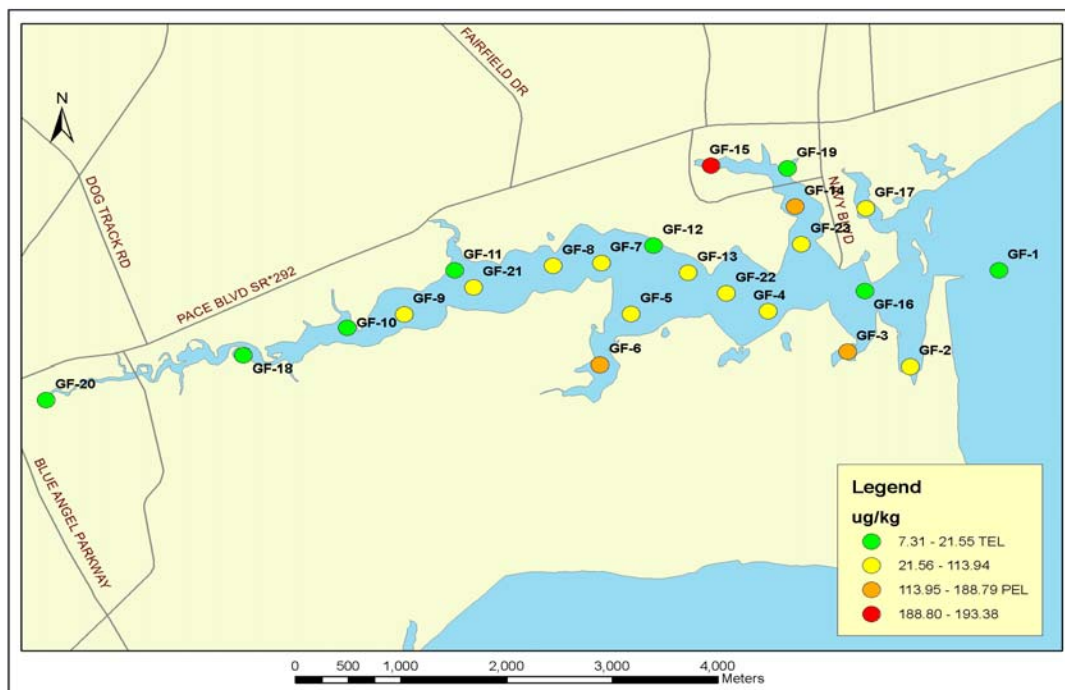 FAIRFIELD DR
N
DOG TRACK RD
PACE BLVD SR*292
NAVY BLVD
BLUE ANGEL PARKWAY
GF-15
GF-19
GF-14
GF-17
GF-23
GF-12
GF-11
GF-8
GF-7
GF-13
GF-1
GF-21
GF-22
GF-16
GF-9
GF-5
GF-4
GF-10
GF-3
GF-6
GF-2
GF-18
GF-20
Legend
ug/kg
7.31 - 21.55 TEL
21.56 - 113.94
113.95 - 188.79 PEL
188.80 - 193.38
0 500 1,000 2,000 3,000 4,000
Meters